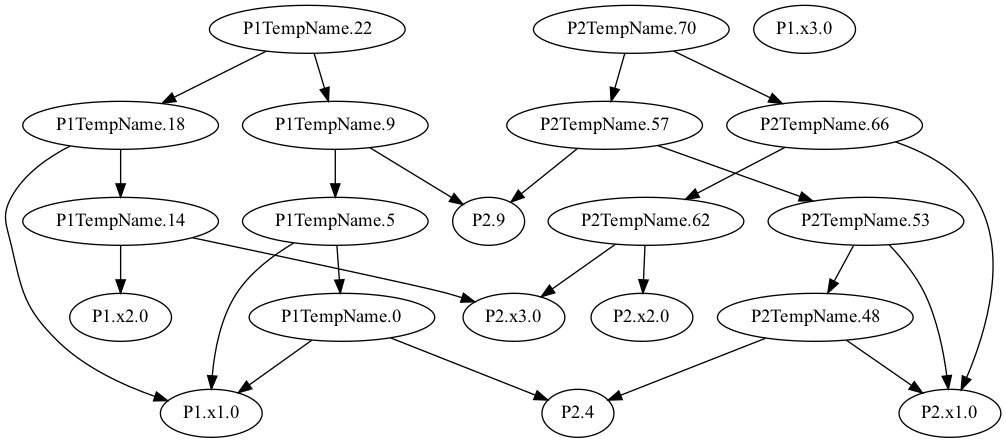 P1TempName.22
P2TempName.70
P1.x3.0
P1TempName.18
P1TempName.9
P2TempName.57
P2TempName.66
P1TempName.14
P1TempName.5
P2.9
P2TempName.62
P2TempName.53
P1.x2.0
P1TempName.0
P2.x3.0
P2.x2.0
P2TempName.48
P1.x1.0
P2.4
P2.x1.0